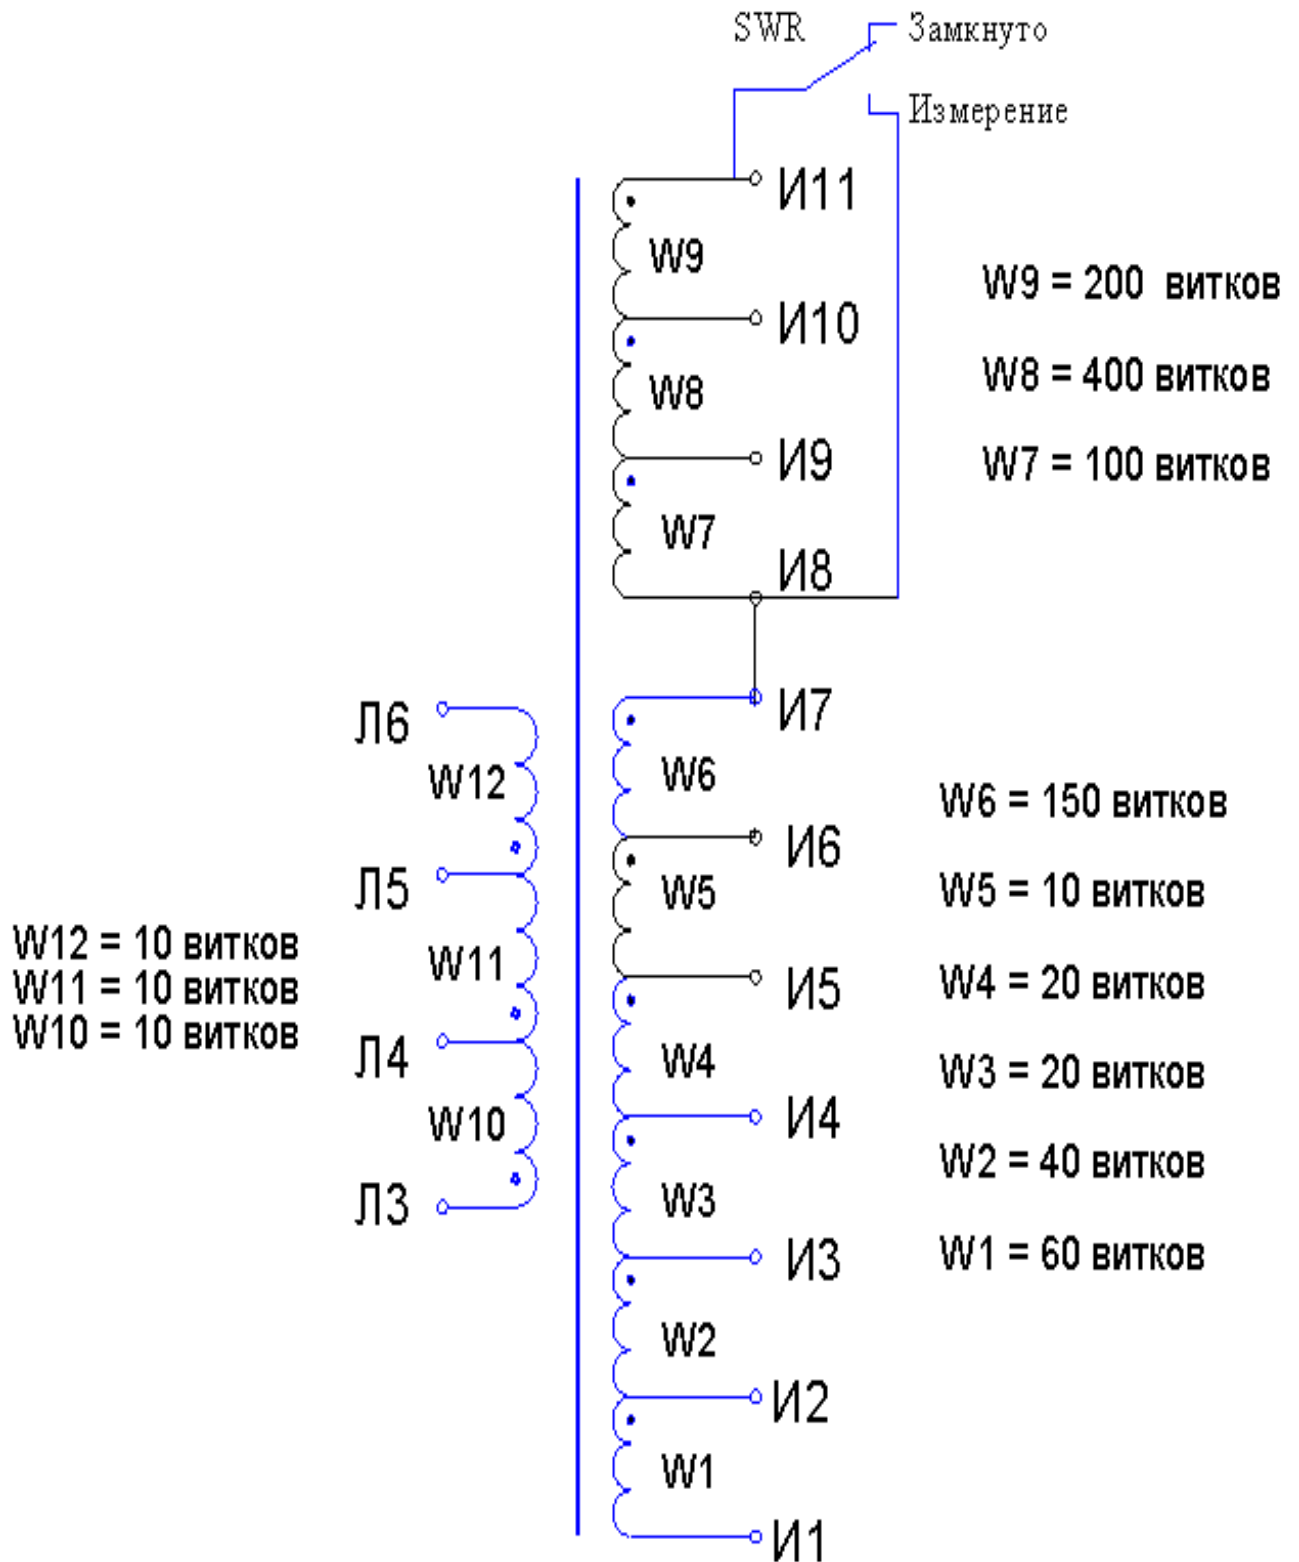 SWR
Замкнуто
Измерение
И11
W9
И10
W9 = 200 витков
W8
W8 = 400 витков
И9
W7 = 100 витков
W7
И8
Л6
И7
W12
W6
W6 = 150 витков
И6
Л5
W5
W5 = 10 витков
W12 = 10 витков
W11
W11 = 10 витков
И5
W4 = 20 витков
W10 = 10 витков
Л4
W4
W3 = 20 витков
W10
И4
W2 = 40 витков
Л3
W3
И3
W1 = 60 витков
W2
И2
W1
И1